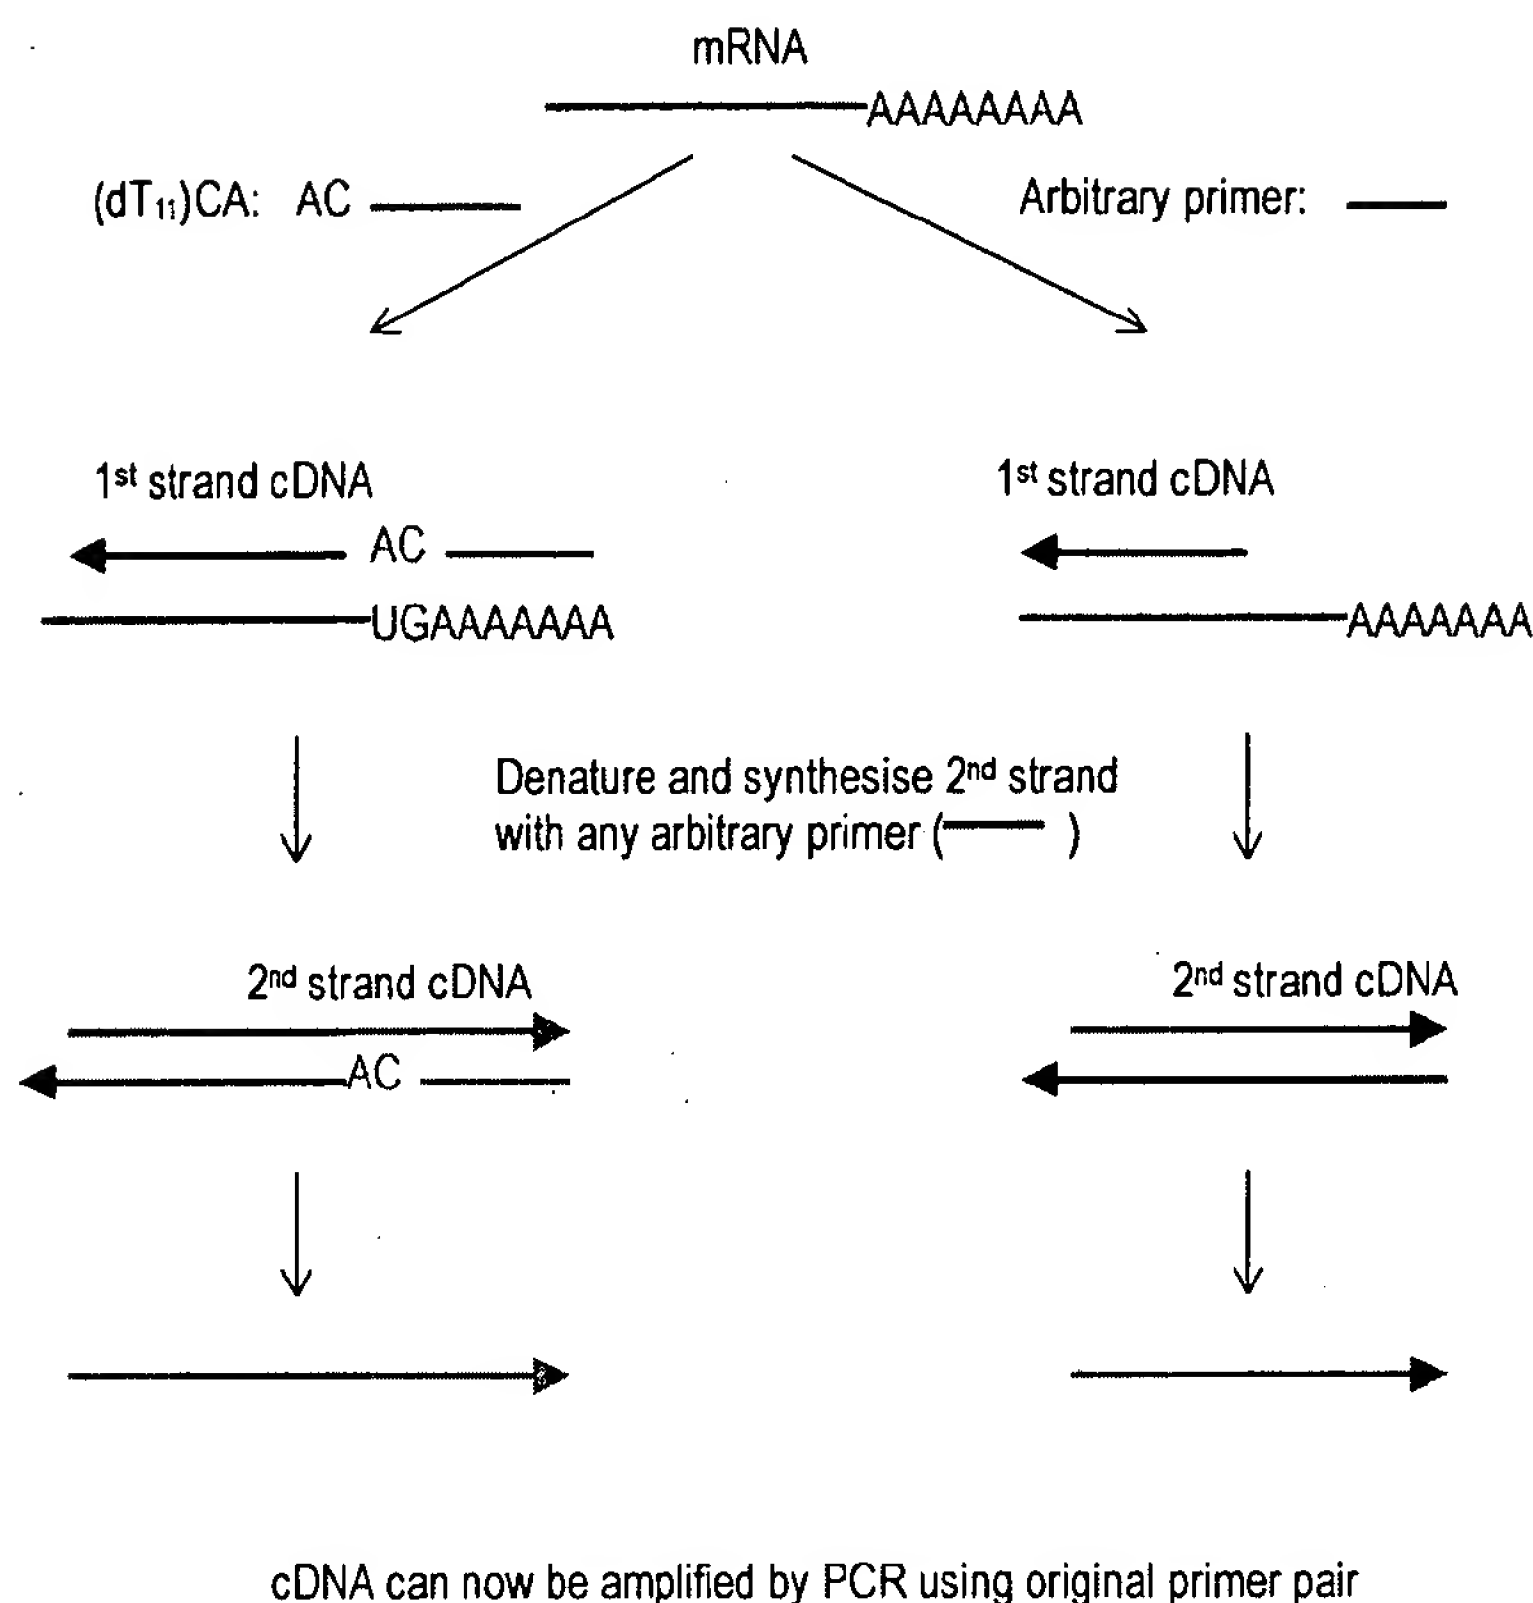 mRNA
AAAAAAAA
(dT₁₁)CA: AC
Arbitrary primer:
1st strand cDNA
1st strand cDNA
AC
UGAAAAAAA
AAAAAAA
Denature and synthesise 2nd strand
with any arbitrary primer ( )
2nd strand cDNA
2nd strand cDNA
AC
cDNA can now be amplified by PCR using original primer pair